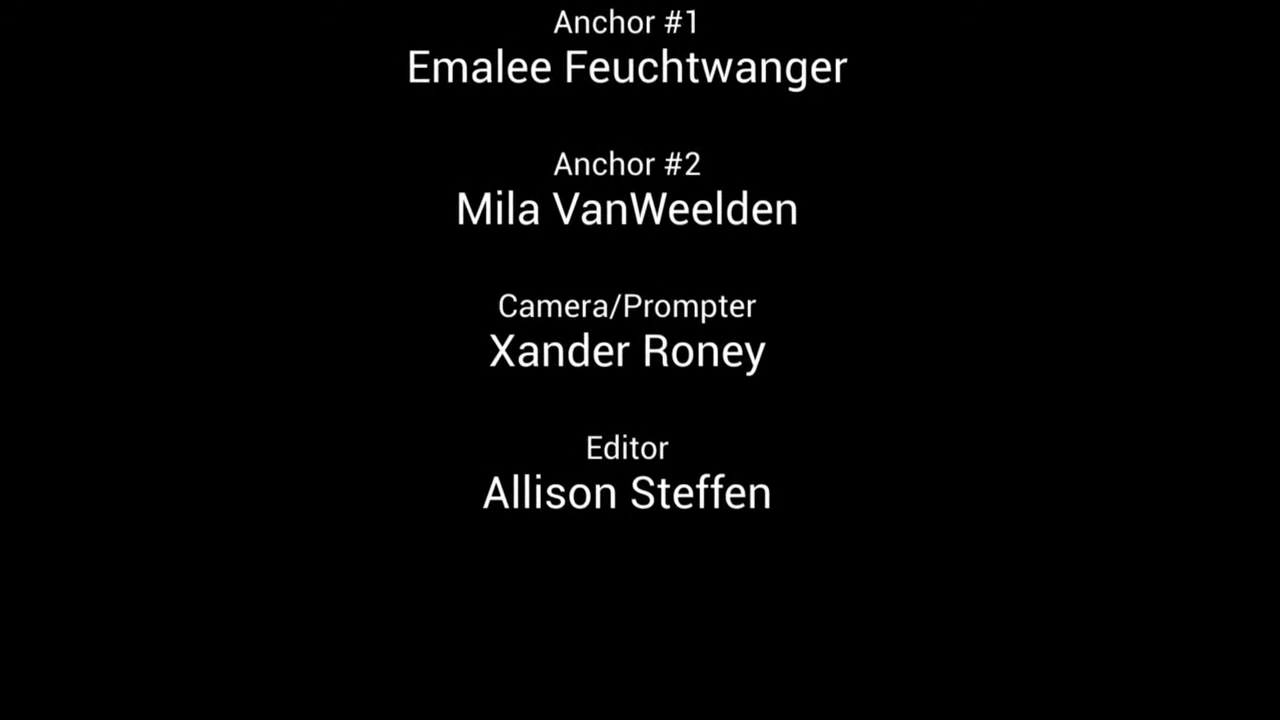 Anchor #1
Emalee Feuchtwanger
Anchor #2
Mila VanWeelden
Camera/Prompter
Xander Roney
Editor
Allison Steffen